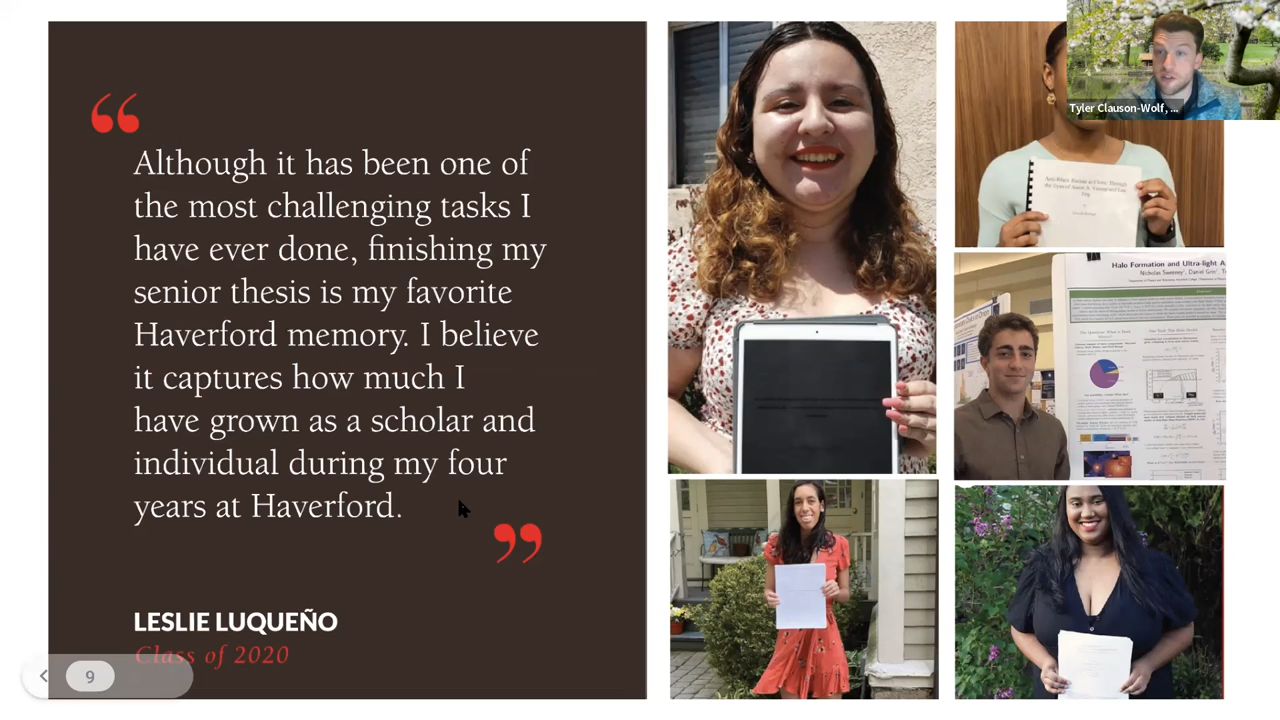 “
Although it has been one of
the most challenging tasks I
have ever done, finishing my
senior thesis is my favorite
Haverford memory. I believe
it captures how much I
have grown as a scholar and
individual during my four
years at Haverford.
”
LESLIE LUQUEÑO
Class of 2020
9
Tyler Clauson-Wolf, ...
Halo Formation and Ultra-light A
Nicholas Sweeney